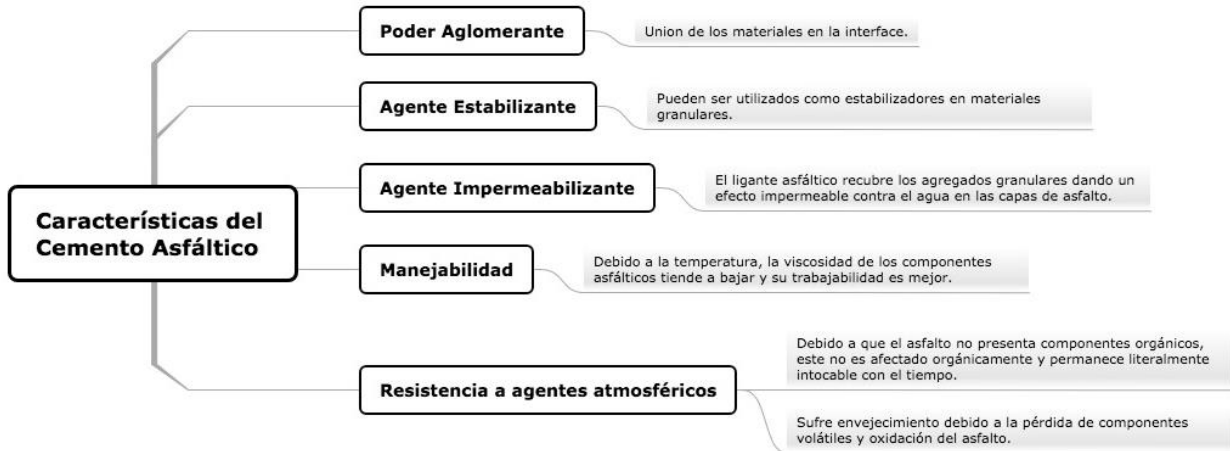 Características del
Cemento Asfáltico
Poder Aglomerante
Union de los materiales en la interface.
Agente Estabilizante
Pueden ser utilizados como estabilizadores en materiales
granulares.
Agente Impermeabilizante
El ligante asfáltico recubre los agregados granulares dando un
efecto impermeable contra el agua en las capas de asfalto.
Manejabilidad
Debido a la temperatura, la viscosidad de los componentes
asfálticos tiende a bajar y su trabajabilidad es mejor.
Resistencia a agentes atmosféricos
Debido a que el asfalto no presenta componentes orgánicos,
este no es afectado orgánicamente y permanece literalmente
intocable con el tiempo.
Sufre envejecimiento debido a la pérdida de componentes
volátiles y oxidación del asfalto.